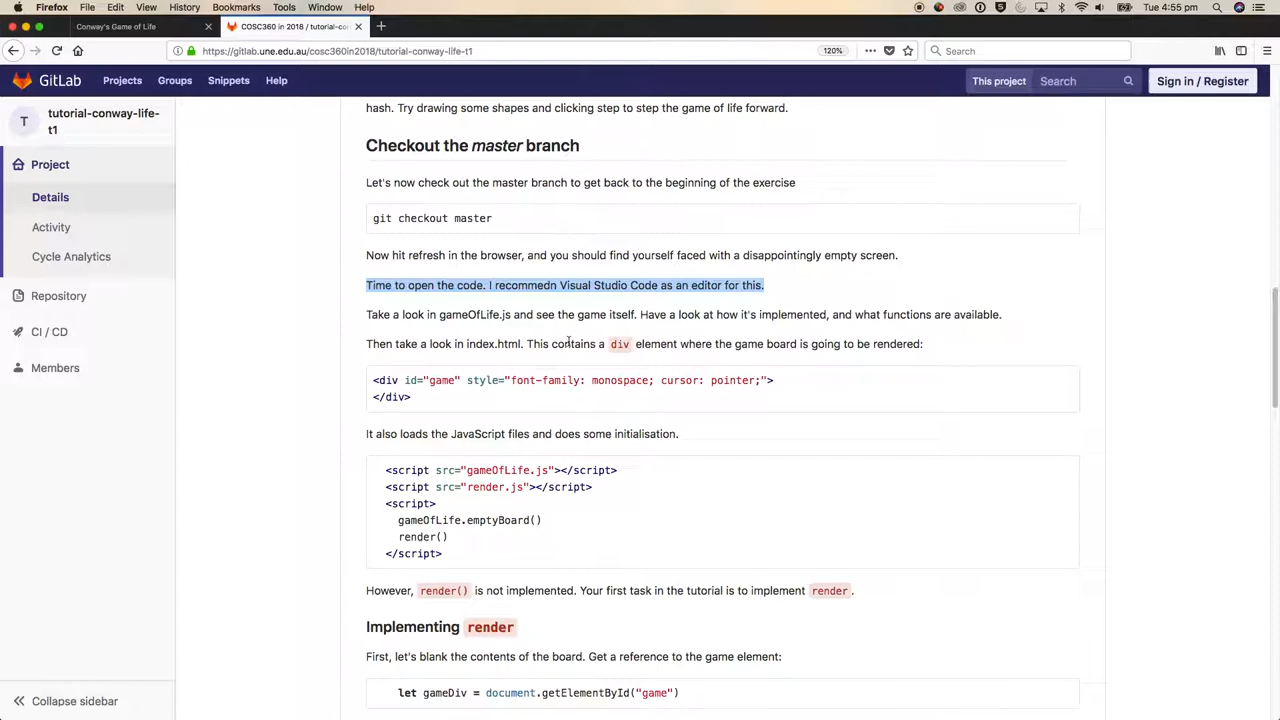 Firefox File Edit View History Bookmarks Tools Window Help
Tue 4:55 pm
Conway's Game of Life
COSC360 in 2018 / tutorial-con
https://gitlab.une.edu.au/cosc360in2018/tutorial-conway-life-t1
120%
Search
GitLab Projects Groups Snippets Help
This project Search
Sign in / Register
T
tutorial-conway-life-
t1
Project
Details
Activity
Cycle Analytics
Repository
CI / CD
Members
Collapse sidebar
hash. Try drawing some shapes and clicking step to step the game of life forward.
Checkout the master branch
Let's now check out the master branch to get back to the beginning of the exercise
git checkout master
Now hit refresh in the browser, and you should find yourself faced with a disappointingly empty screen.
Time to open the code. I recommedn Visual Studio Code as an editor for this.
Take a look in gameOfLife.js and see the game itself. Have a look at how it's implemented, and what functions are available.
Then take a look in index.html. This contains a div element where the game board is going to be rendered:
<div id="game" style="font-family: monospace; cursor: pointer;">
</div>
It also loads the JavaScript files and does some initialisation.
<script src="gameOfLife.js"></script>
<script src="render.js"></script>
<script>
gameOfLife.emptyBoard()
render()
</script>
However, render() is not implemented. Your first task in the tutorial is to implement render.
Implementing render
First, let's blank the contents of the board. Get a reference to the game element:
let gameDiv = document.getElementById("game")